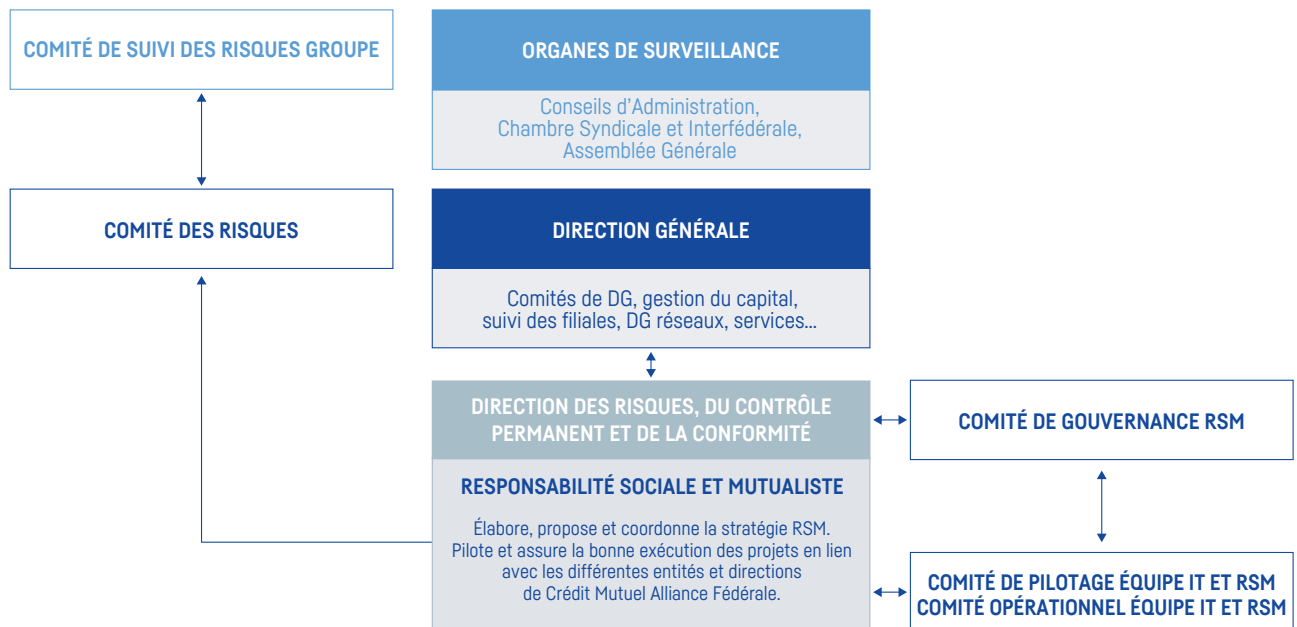 COMITÉ DE SUIVI DES RISQUES GROUPE
ORGANES DE SURVEILLANCE
Conseils d'Administration,
Chambre Syndicale et Interfédérale,
Assemblée Générale
COMITÉ DES RISQUES
DIRECTION GÉNÉRALE
Comités de DG, gestion du capital,
suivi des filiales, DG réseaux, services...
DIRECTION DES RISQUES, DU CONTRÔLE
PERMANENT ET DE LA CONFORMITÉ
COMITÉ DE GOUVERNANCE RSM
RESPONSABILITÉ SOCIALE ET MUTUALISTE
Élabore, propose et coordonne la stratégie RSM.
Pilote et assure la bonne exécution des projets en lien
avec les différentes entités et directions
de Crédit Mutuel Alliance Fédérale.
COMITÉ DE PILOTAGE ÉQUIPE IT ET RSM
COMITÉ OPÉRATIONNEL ÉQUIPE IT ET RSM